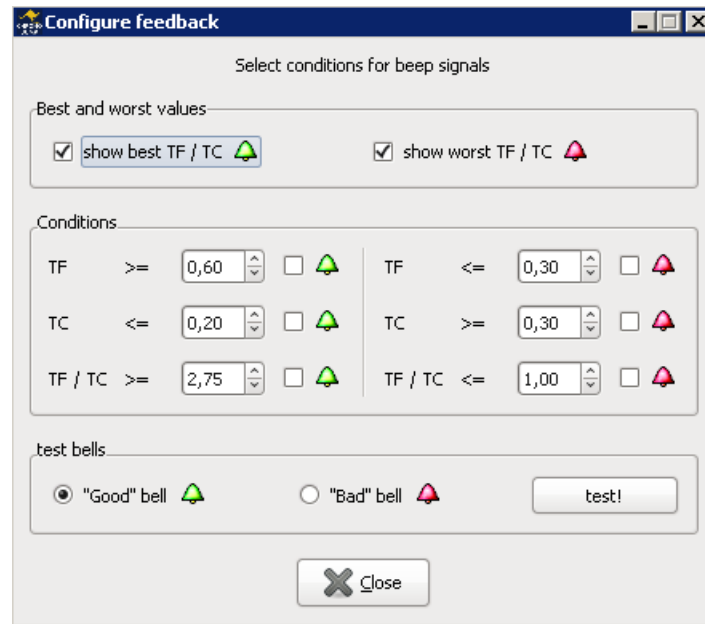 Configure feedback
Select conditions for beep signals
Best and worst values
show best TF / TC
show worst TF / TC
Conditions
TF >= 0,60 TF <= 0,30
TC <= 0,20 TC >= 0,30
TF / TC >= 2,75 TF / TC <= 1,00
test bells
"Good" bell "Bad" bell test!
Close